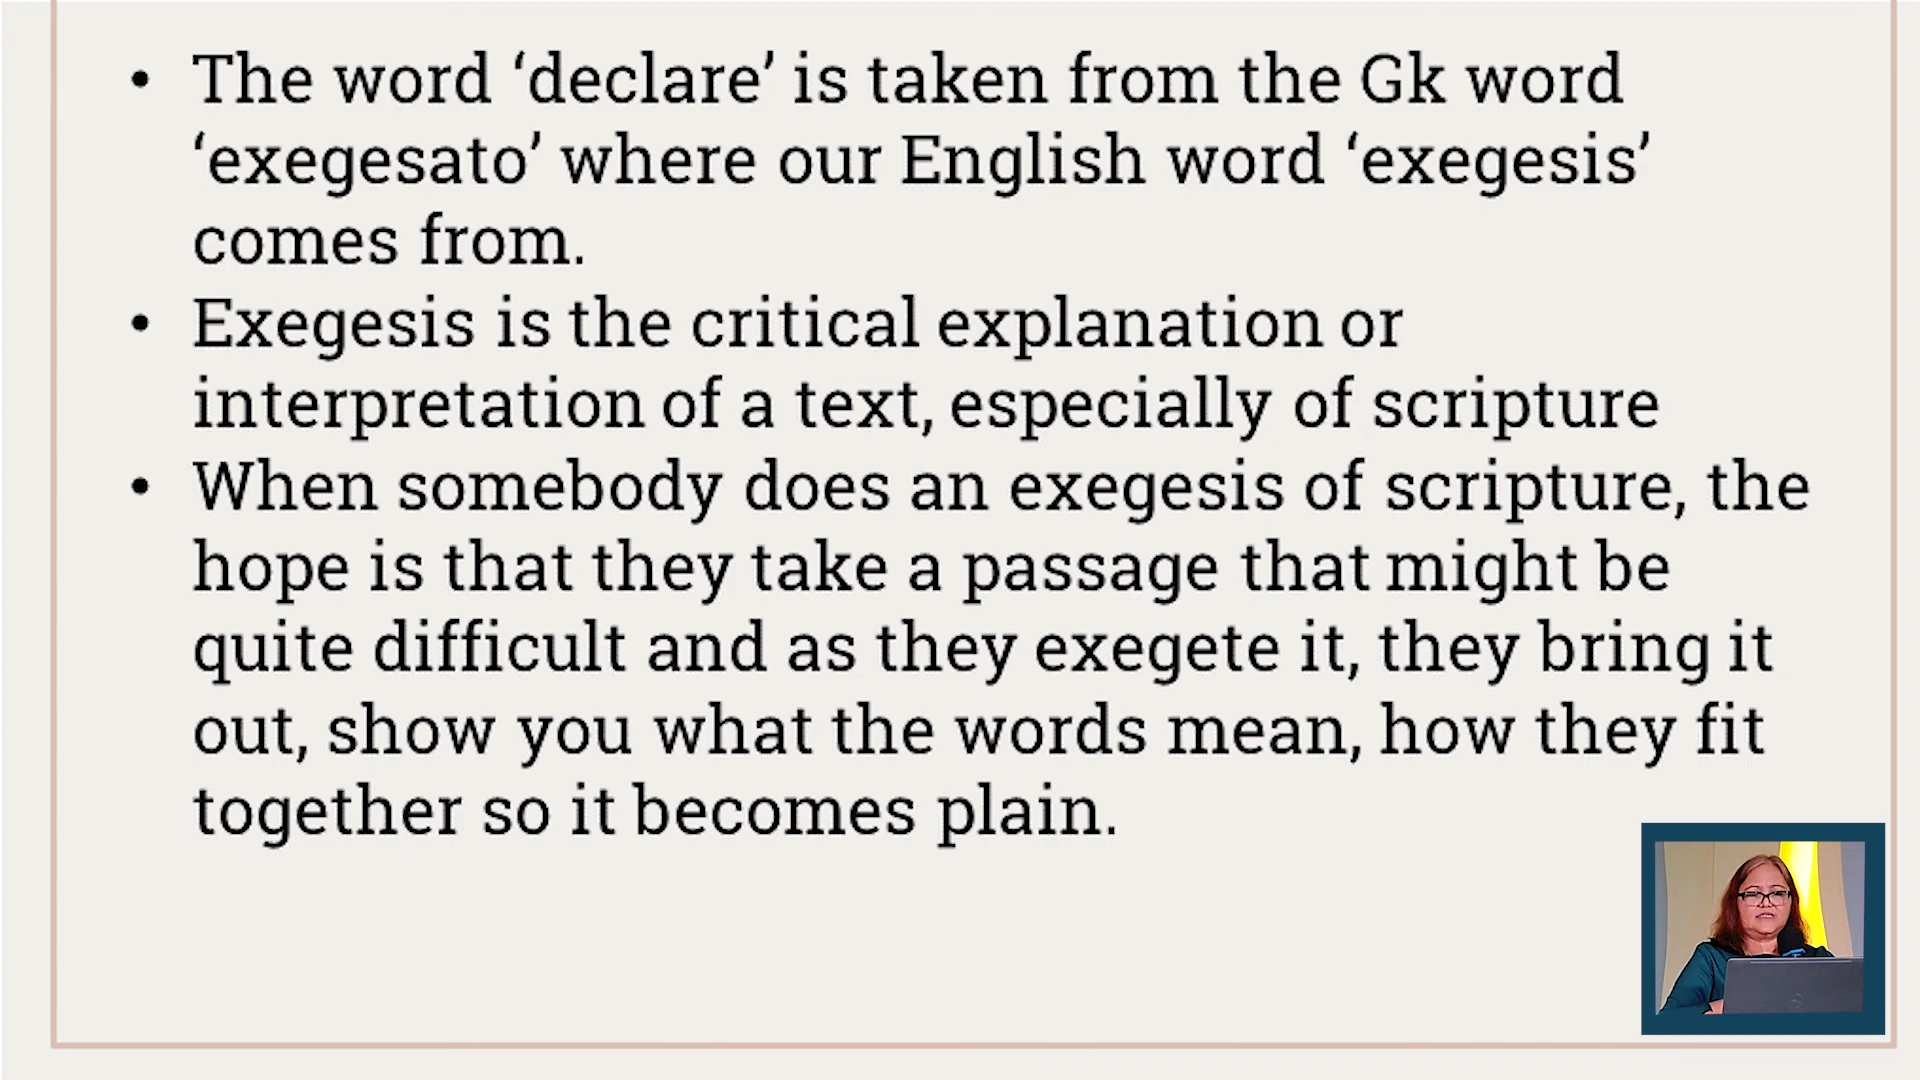 • The word ‘declare’ is taken from the Gk word
‘exegesato’ where our English word ‘exegesis’
comes from.
• Exegesis is the critical explanation or
interpretation of a text, especially of scripture
• When somebody does an exegesis of scripture, the
hope is that they take a passage that might be
quite difficult and as they exegete it, they bring it
out, show you what the words mean, how they fit
together so it becomes plain.